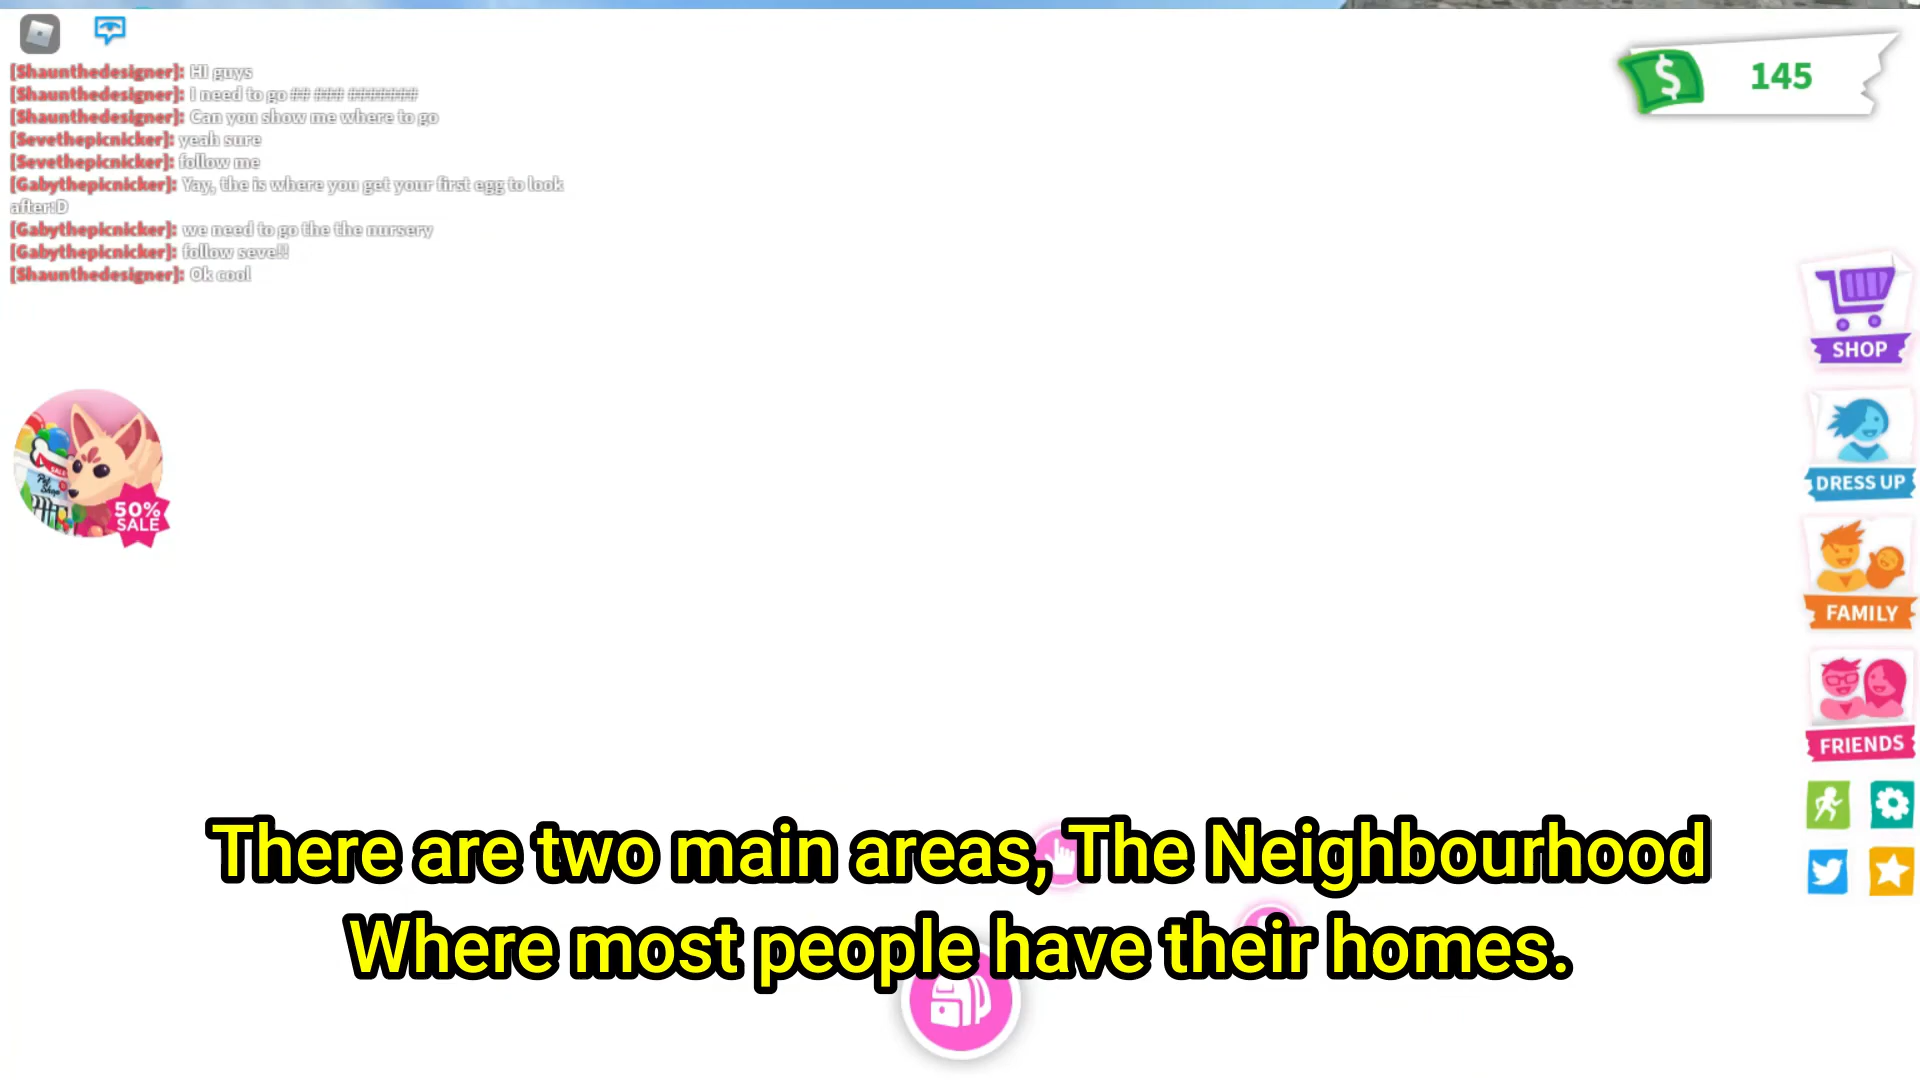 [Shaunthedesigner]: HI guys
[Shaunthedesigner]: I need to go ## ### #######
[Shaunthedesigner]: Can you show me where to go
[Sevethepicnicker]: yeah sure
[Sevethepicnicker]: follow me
[Gabythepicnicker]: Yay, the is where you get your first egg to look
after!:D
[Gabythepicnicker]: we need to go the the nursery
[Gabythepicnicker]: follow seve!!
[Shaunthedesigner]: Ok cool
$ 145
SHOP
SALE
Pet
Shop
50%
SALE
DRESS UP
FAMILY
FRIENDS
There are two main areas, The Neighbourhood
Where most people have their homes.